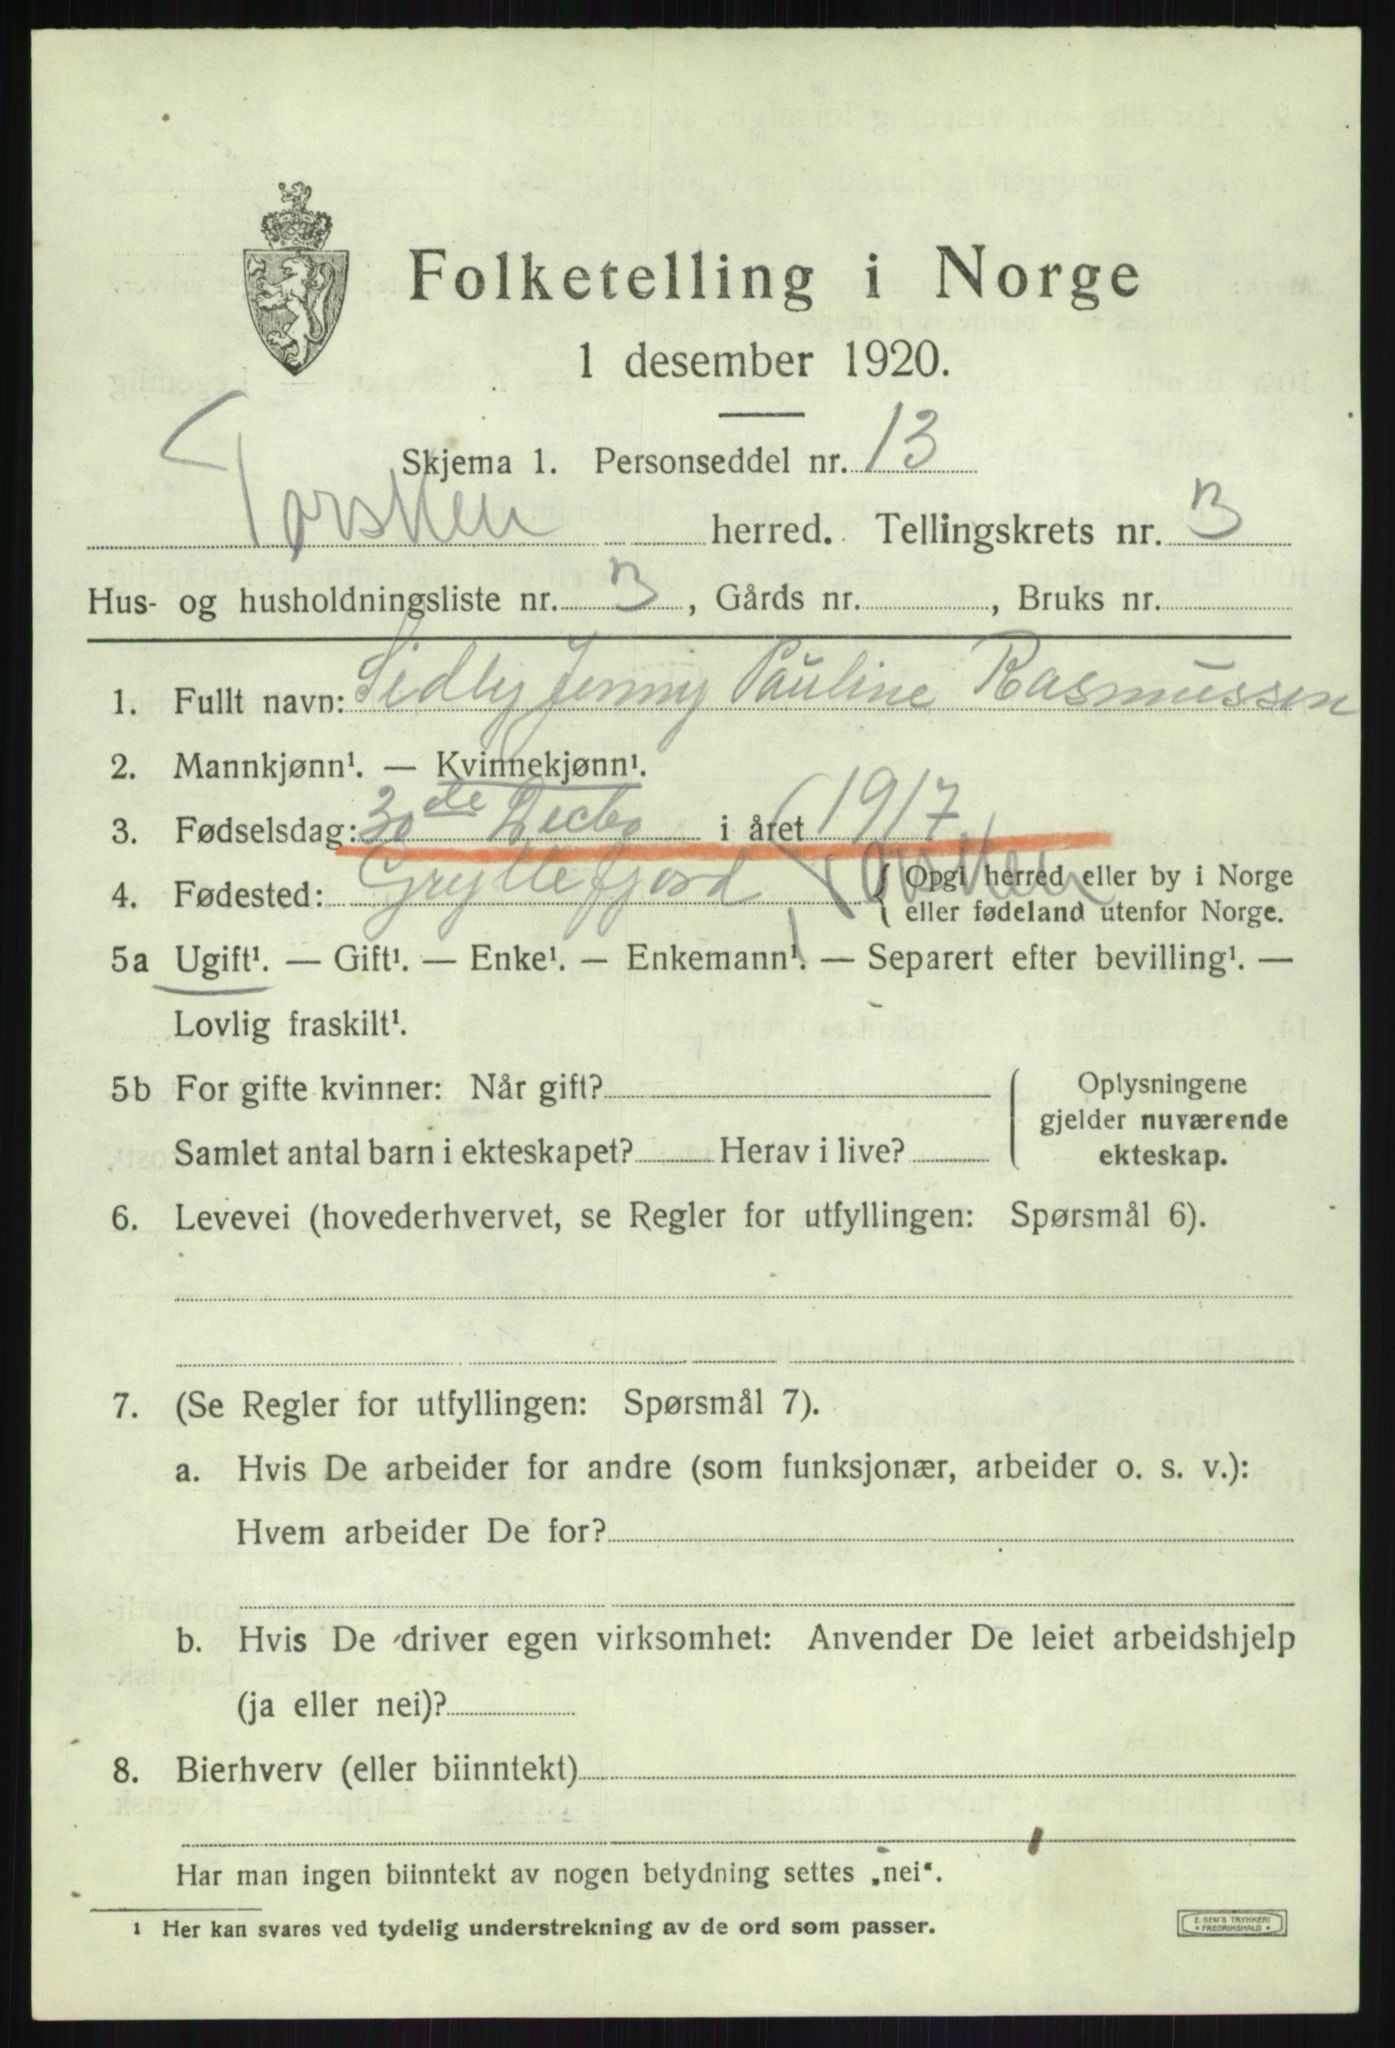 Folketelling i Norge
1 desember 1920.
Skjema 1. Personseddel nr. 13
Torsken herred. Tellingskrets nr. 3
Hus- og husholdningsliste nr. 3, Gårds nr. , Bruks nr.
1. Fullt navn: Sidly Jenny Pauline Rasmussen
2. Mannkjønn¹. — Kvinnekjønn¹.
3. Fødselsdag: 30de Decbo i året 1917
4. Fødested: Gryllefjord Torsken { Opgi herred eller by i Norge
eller fødeland utenfor Norge.
5a Ugift¹. — Gift¹. — Enke¹. — Enkemann¹. — Separert efter bevilling¹. —
Lovlig fraskilt¹.
5b For gifte kvinner: Når gift? Oplysningene
gjelder nuværende
Samlet antal barn i ekteskapet? Herav i live? ekteskap.
6. Levevei (hovederhvervet, se Regler for utfyllingen: Spørsmål 6).
7. (Se Regler for utfyllingen: Spørsmål 7).
a. Hvis De arbeider for andre (som funksjonær, arbeider o. s. v.):
Hvem arbeider De for?
b. Hvis De driver egen virksomhet: Anvender De leiet arbeidshjelp
(ja eller nei)?
8. Bierhverv (eller biinntekt)
Har man ingen biinntekt av nogen betydning settes „nei“.
¹ Her kan svares ved tydelig understrekning av de ord som passer.
E. SEM'S TRYKKERI
FREDRIKSHALD